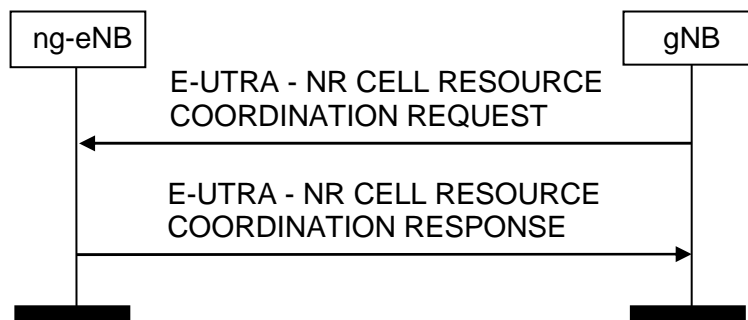 ng-eNB
gNB
E-UTRA - NR CELL RESOURCE
COORDINATION REQUEST
E-UTRA - NR CELL RESOURCE
COORDINATION RESPONSE